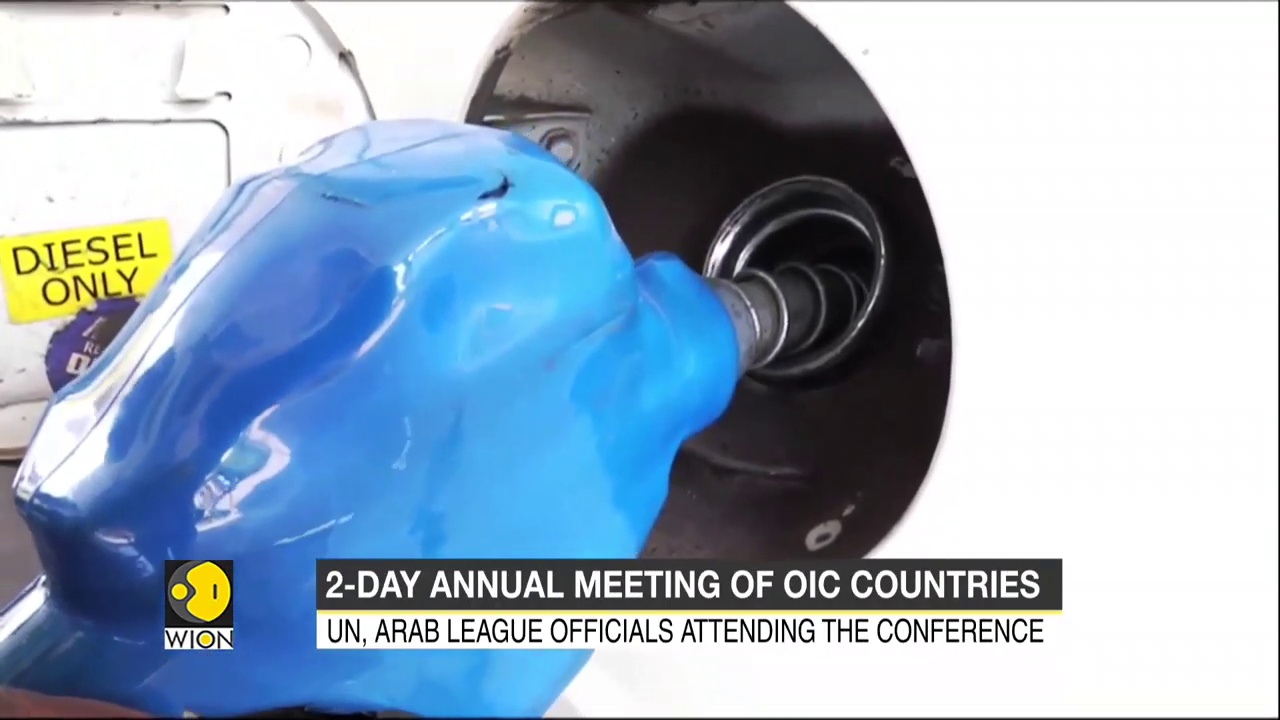 DIESEL
ONLY
2-DAY ANNUAL MEETING OF OIC COUNTRIES
UN, ARAB LEAGUE OFFICIALS ATTENDING THE CONFERENCE
WION